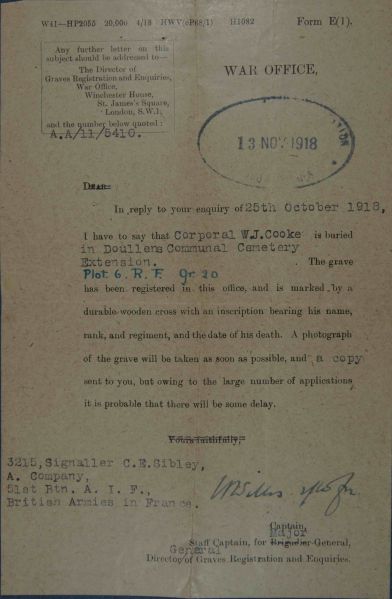 W4I—HP2055 20,000 4/18 HWV(P68/1) H1082 Form E(1).
Any further letter on this
subject should be addressed to—
The Director of
Graves Registration and Enquiries,
War Office,
Winchester House,
St. James's Square,
London, S.W.1,
and the number below quoted :
A.A/11/5410.
WAR OFFICE,
13 NOV 1918
Dear
In reply to your enquiry of 25th October 1918,
I have to say that Corporal W.J.Cooke is buried
in Doullens Communal Cemetery
Extension. . The grave
Plot 6. R. F. Gr 20
has been registered in this office, and is marked by a
durable wooden cross with an inscription bearing his name,
rank, and regiment, and the date of his death. A photograph
of the grave will be taken as soon as possible, and a copy
sent to you, but owing to the large number of applications
it is probable that there will be some delay.
Yours faithfully,
3215, Signaller C.E.Sibley,
A. Company,
51st Btn. A. I. F.,
British Armies in France.
Captain,
Major
Staff Captain, for Brigadier-General,
General
Director of Graves Registration and Enquiries.